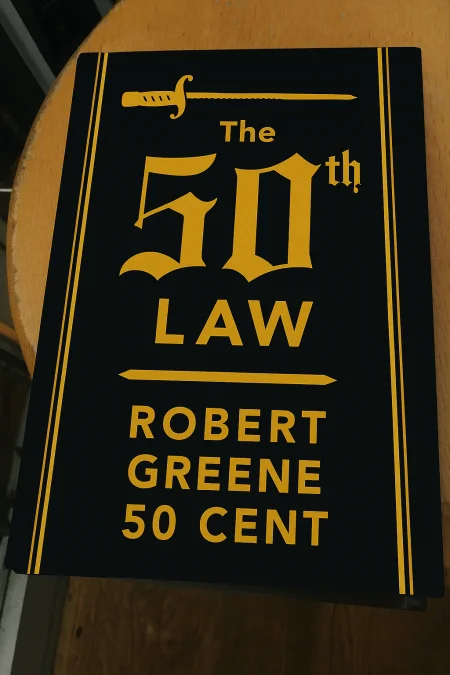 The
50th
LAW
ROBERT
GREENE
50 CENT